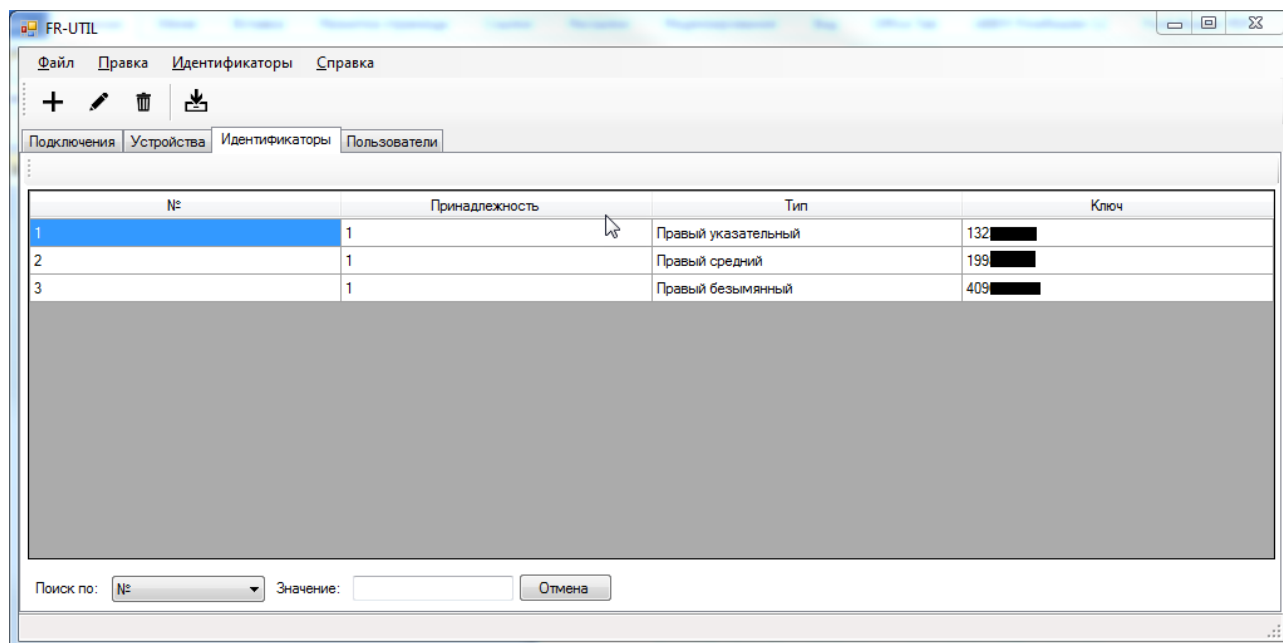 FR-UTIL
Файл Правка Идентификаторы Справка
Подключения Устройства Идентификаторы Пользователи
№ Принадлежность Тип Ключ
1 1 Правый указательный 132
2 1 Правый средний 199
3 1 Правый безымянный 409
Поиск по: № Значение: Отмена